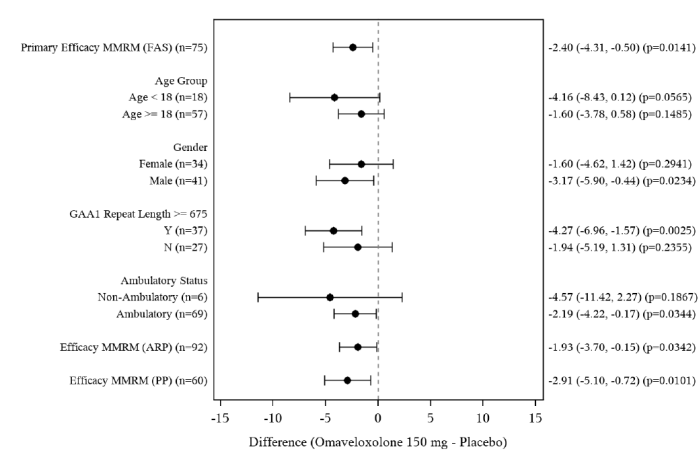 Primary Efficacy MMRM (FAS) (n=75) -2.40 (-4.31, -0.50) (p=0.0141)
Age Group
Age < 18 (n=18) -4.16 (-8.43, 0.12) (p=0.0565)
Age >= 18 (n=57) -1.60 (-3.78, 0.58) (p=0.1485)
Gender
Female (n=34) -1.60 (-4.62, 1.42) (p=0.2941)
Male (n=41) -3.17 (-5.90, -0.44) (p=0.0234)
GAA1 Repeat Length >= 675
Y (n=37) -4.27 (-6.96, -1.57) (p=0.0025)
N (n=27) -1.94 (-5.19, 1.31) (p=0.2355)
Ambulatory Status
Non-Ambulatory (n=6) -4.57 (-11.42, 2.27) (p=0.1867)
Ambulatory (n=69) -2.19 (-4.22, -0.17) (p=0.0344)
Efficacy MMRM (ARP) (n=92) -1.93 (-3.70, -0.15) (p=0.0342)
Efficacy MMRM (PP) (n=60) -2.91 (-5.10, -0.72) (p=0.0101)
-15 -10 -5 0 5 10 15
Difference (Omaveloxolone 150 mg - Placebo)